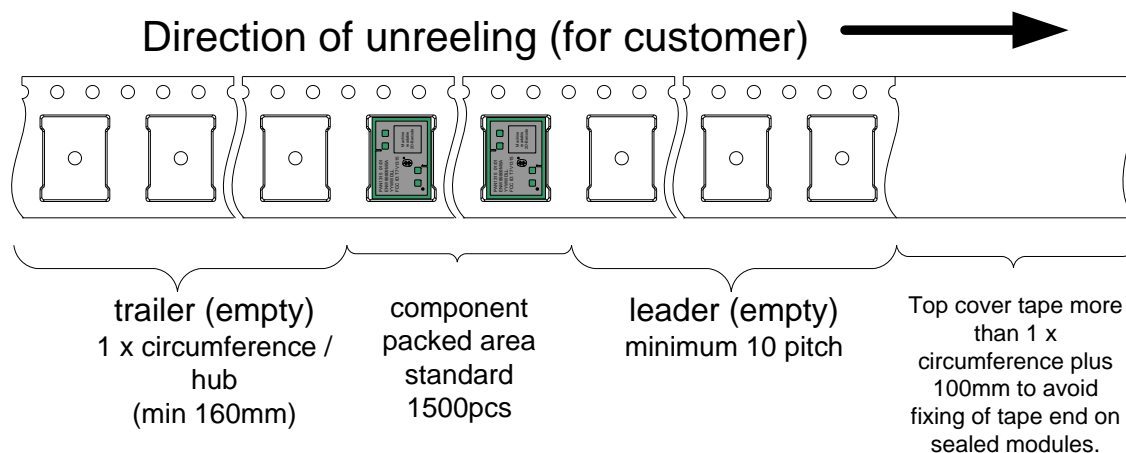 Direction of unreeling (for customer)
trailer (empty)
1 x circumference /
hub
(min 160mm)
component
packed area
standard
1500pcs
leader (empty)
minimum 10 pitch
Top cover tape more
than 1 x
circumference plus
100mm to avoid
fixing of tape end on
sealed modules.